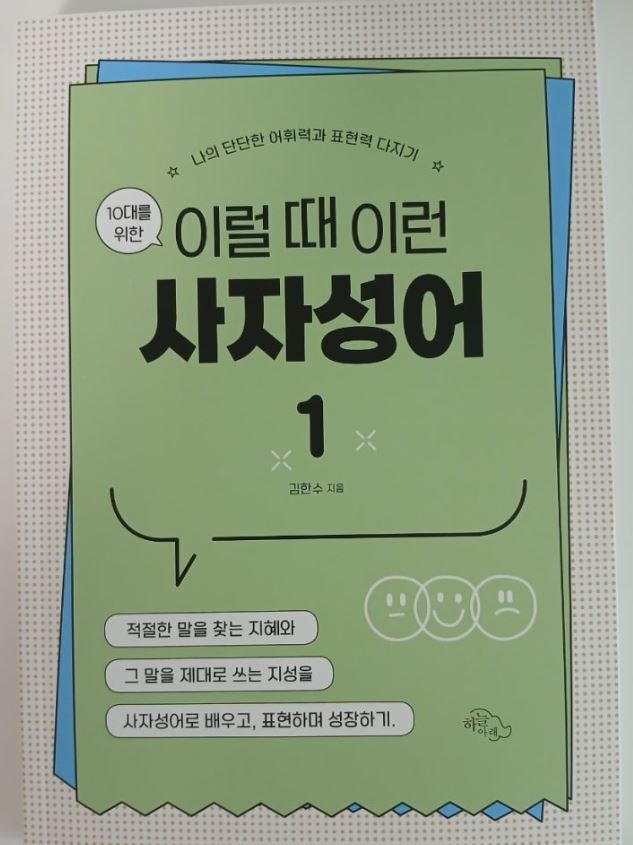 나의 단단한 어휘력과 표현력 다지기
10대를
위한
이럴 때 이런
사자성어
1
김한수 지음
적절한 말을 찾는 지혜와
그 말을 제대로 쓰는 지성을
사자성어로 배우고, 표현하며 성장하기.
하늘
아래